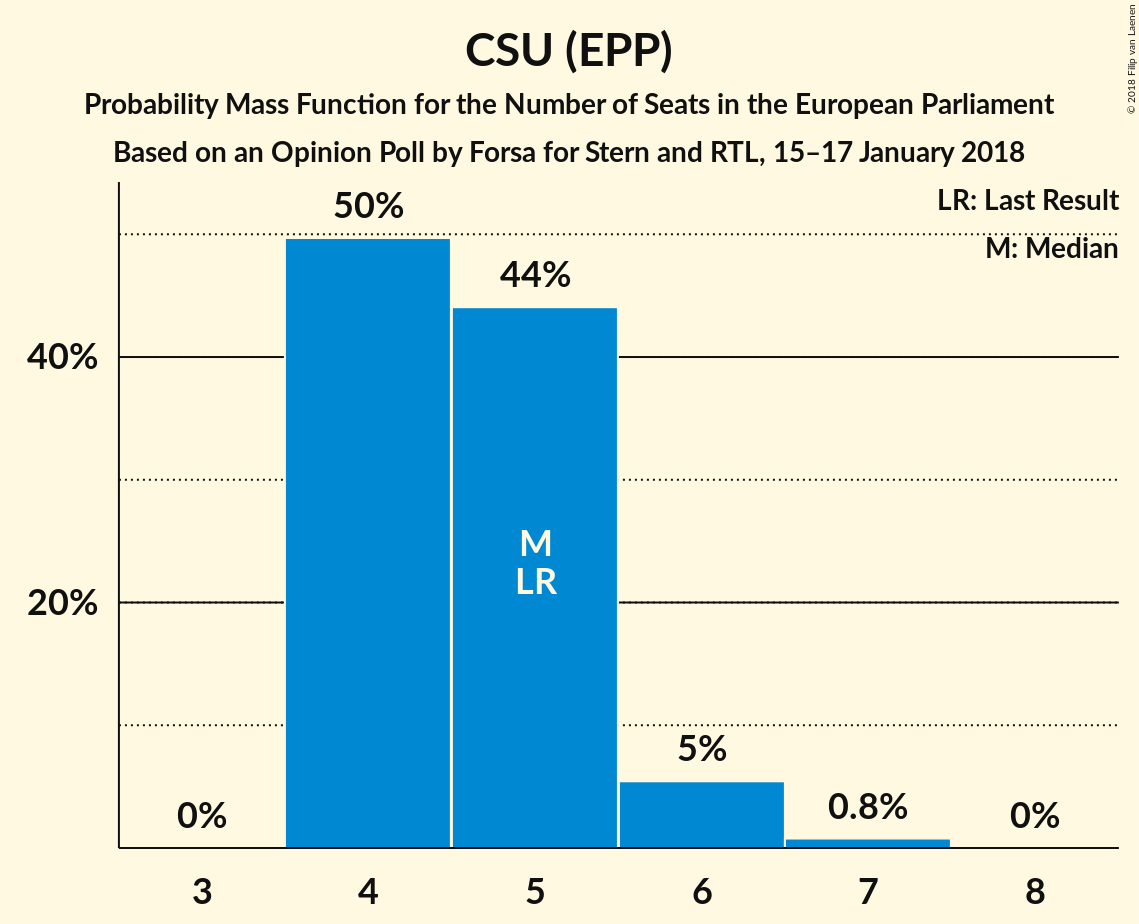 CSU (EPP)
Probability Mass Function for the Number of Seats in the European Parliament
Based on an Opinion Poll by Forsa for Stern and RTL, 15–17 January 2018
© 2018 Filip van Laenen
LR: Last Result
M: Median
50%
44%
40%
M
LR
20%
5%
0.8%
0%
0%
3 4 5 6 7 8